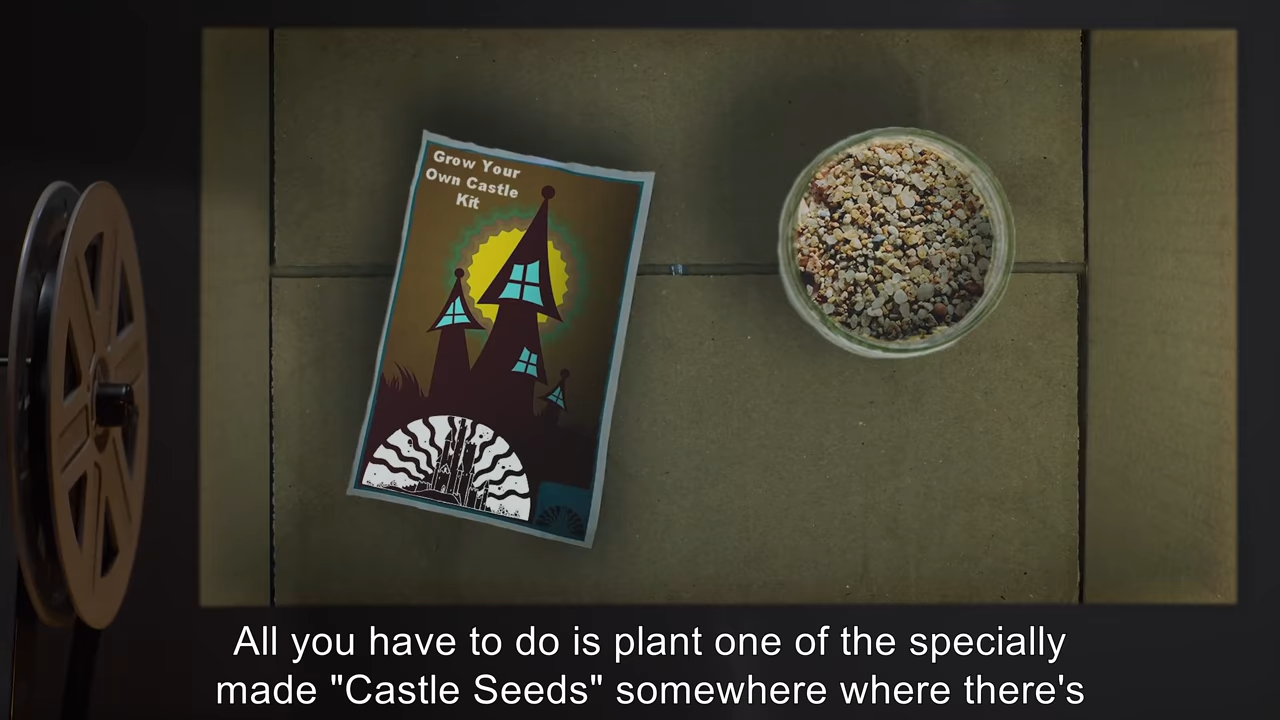 Grow Your
Own Castle
Kit
All you have to do is plant one of the specially
made "Castle Seeds" somewhere where there's